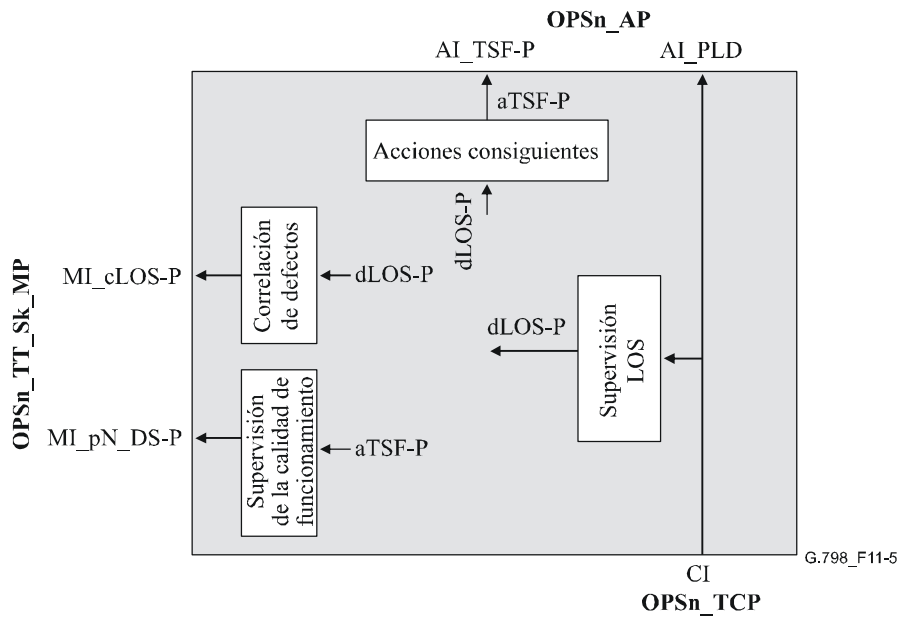 OPSn_AP
AI_TSF-P
AI_PLD
aTSF-P
Acciones consiguientes
dLOS-P
Correlación
de defectos
MI_cLOS-P
dLOS-P
dLOS-P
Supervisión
LOS
OPSn_TT_Sk_MP
MI_pN_DS-P
Supervisión
de la calidad de
funcionamiento
aTSF-P
G.798_F11-5
CI
OPSn_TCP